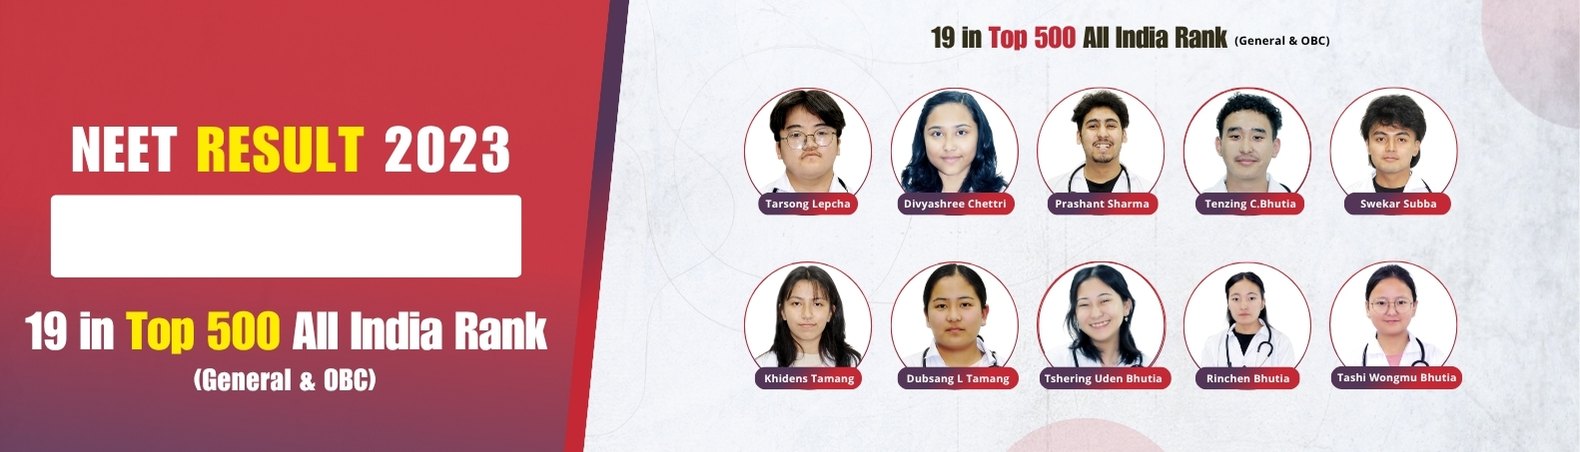 NEET RESULT 2023
19 in Top 500 All India Rank
(General & OBC)
19 in Top 500 All India Rank (General & OBC)
Tarsong Lepcha
Divyashree Chettri
Prashant Sharma
Tenzing C.Bhutia
Swekar Subba
Khidens Tamang
Dubsang L Tamang
Tshering Uden Bhutia
Rinchen Bhutia
Tashi Wongmu Bhutia